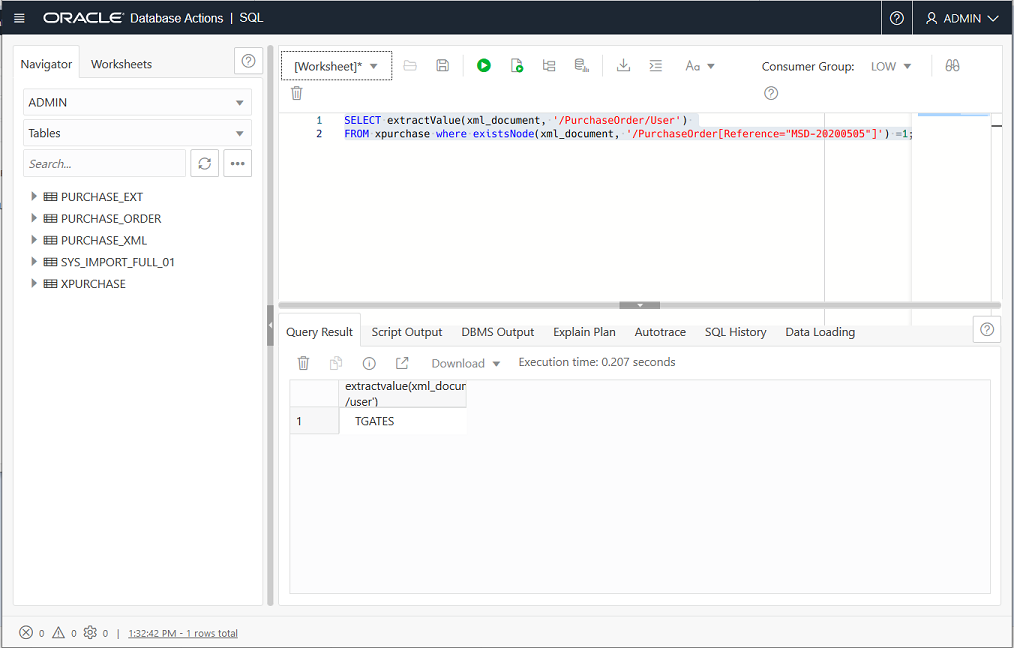 ORACLE Database Actions | SQL
ADMIN
Navigator
Worksheets
[Worksheet]*
Aa
Consumer Group: LOW
ADMIN
Tables
Search...
PURCHASE_EXT
PURCHASE_ORDER
PURCHASE_XML
SYS_IMPORT_FULL_01
XPURCHASE
1 SELECT extractValue(xml_document, '/PurchaseOrder/User')
2 FROM xpurchase where existsNode(xml_document, '/PurchaseOrder[Reference="MSD-20200505"]') =1;
Query Result Script Output DBMS Output Explain Plan Autotrace SQL History Data Loading
Download Execution time: 0.207 seconds
extractvalue(xml_docur
/user')
1 TGATES
0 0 0 | 1:32:42 PM - 1 rows total